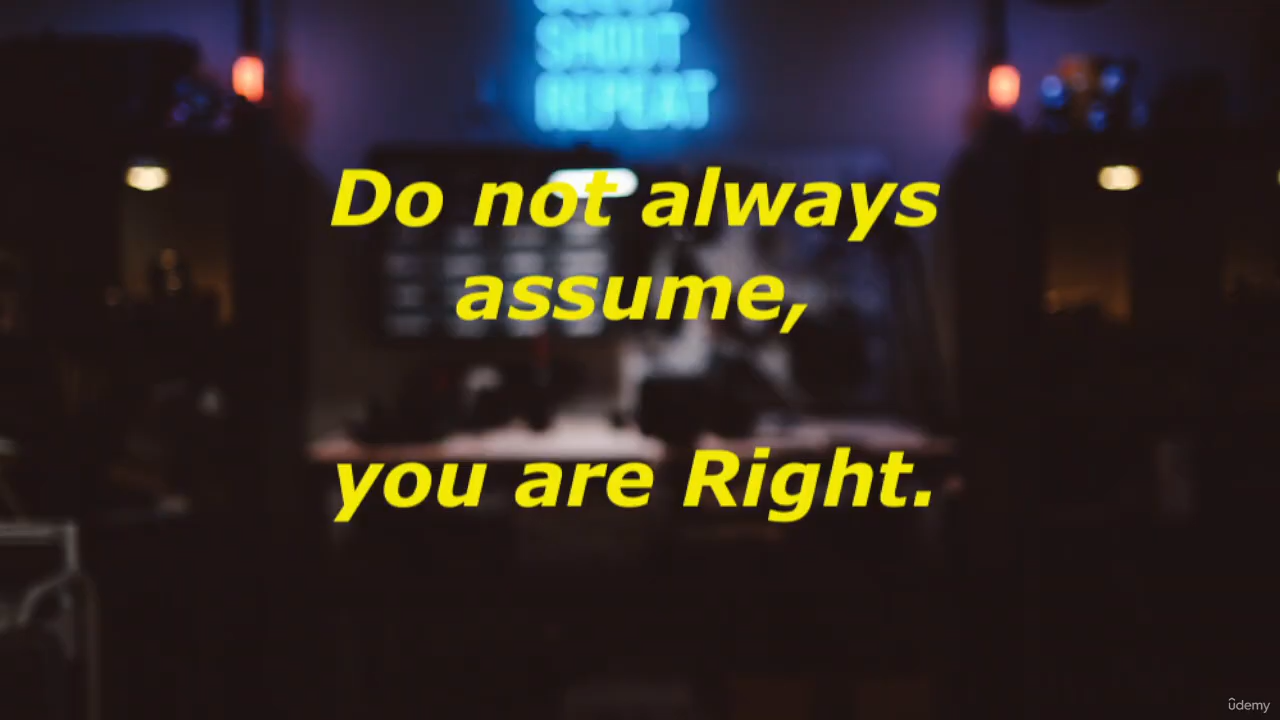 SHOOT
REPEAT
Do not always
assume,
you are Right.
ûdemy